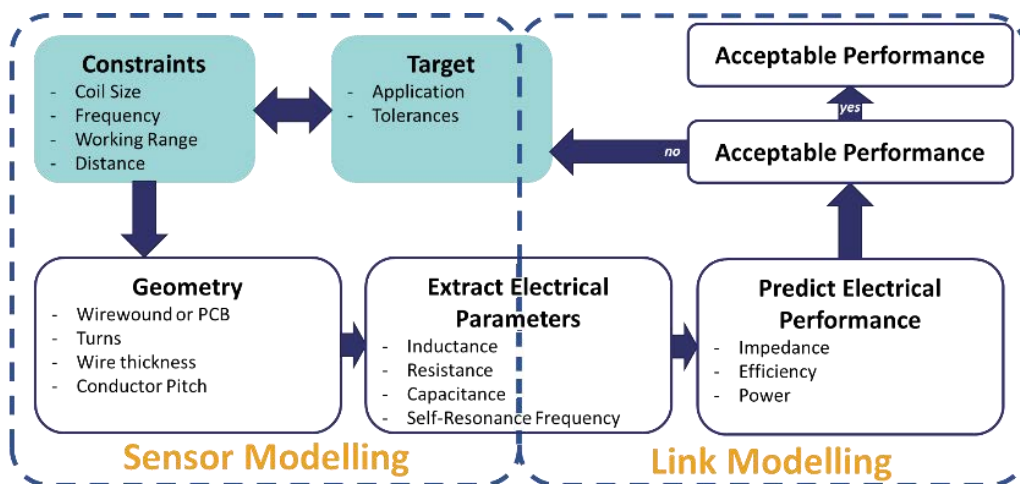 Constraints
- Coil Size
- Frequency
- Working Range
- Distance
Target
- Application
- Tolerances
Acceptable Performance
yes
no
Acceptable Performance
Geometry
- Wirewound or PCB
- Turns
- Wire thickness
- Conductor Pitch
Extract Electrical
Parameters
- Inductance
- Resistance
- Capacitance
- Self-Resonance Frequency
Predict Electrical
Performance
- Impedance
- Efficiency
- Power
Sensor Modelling
Link Modelling